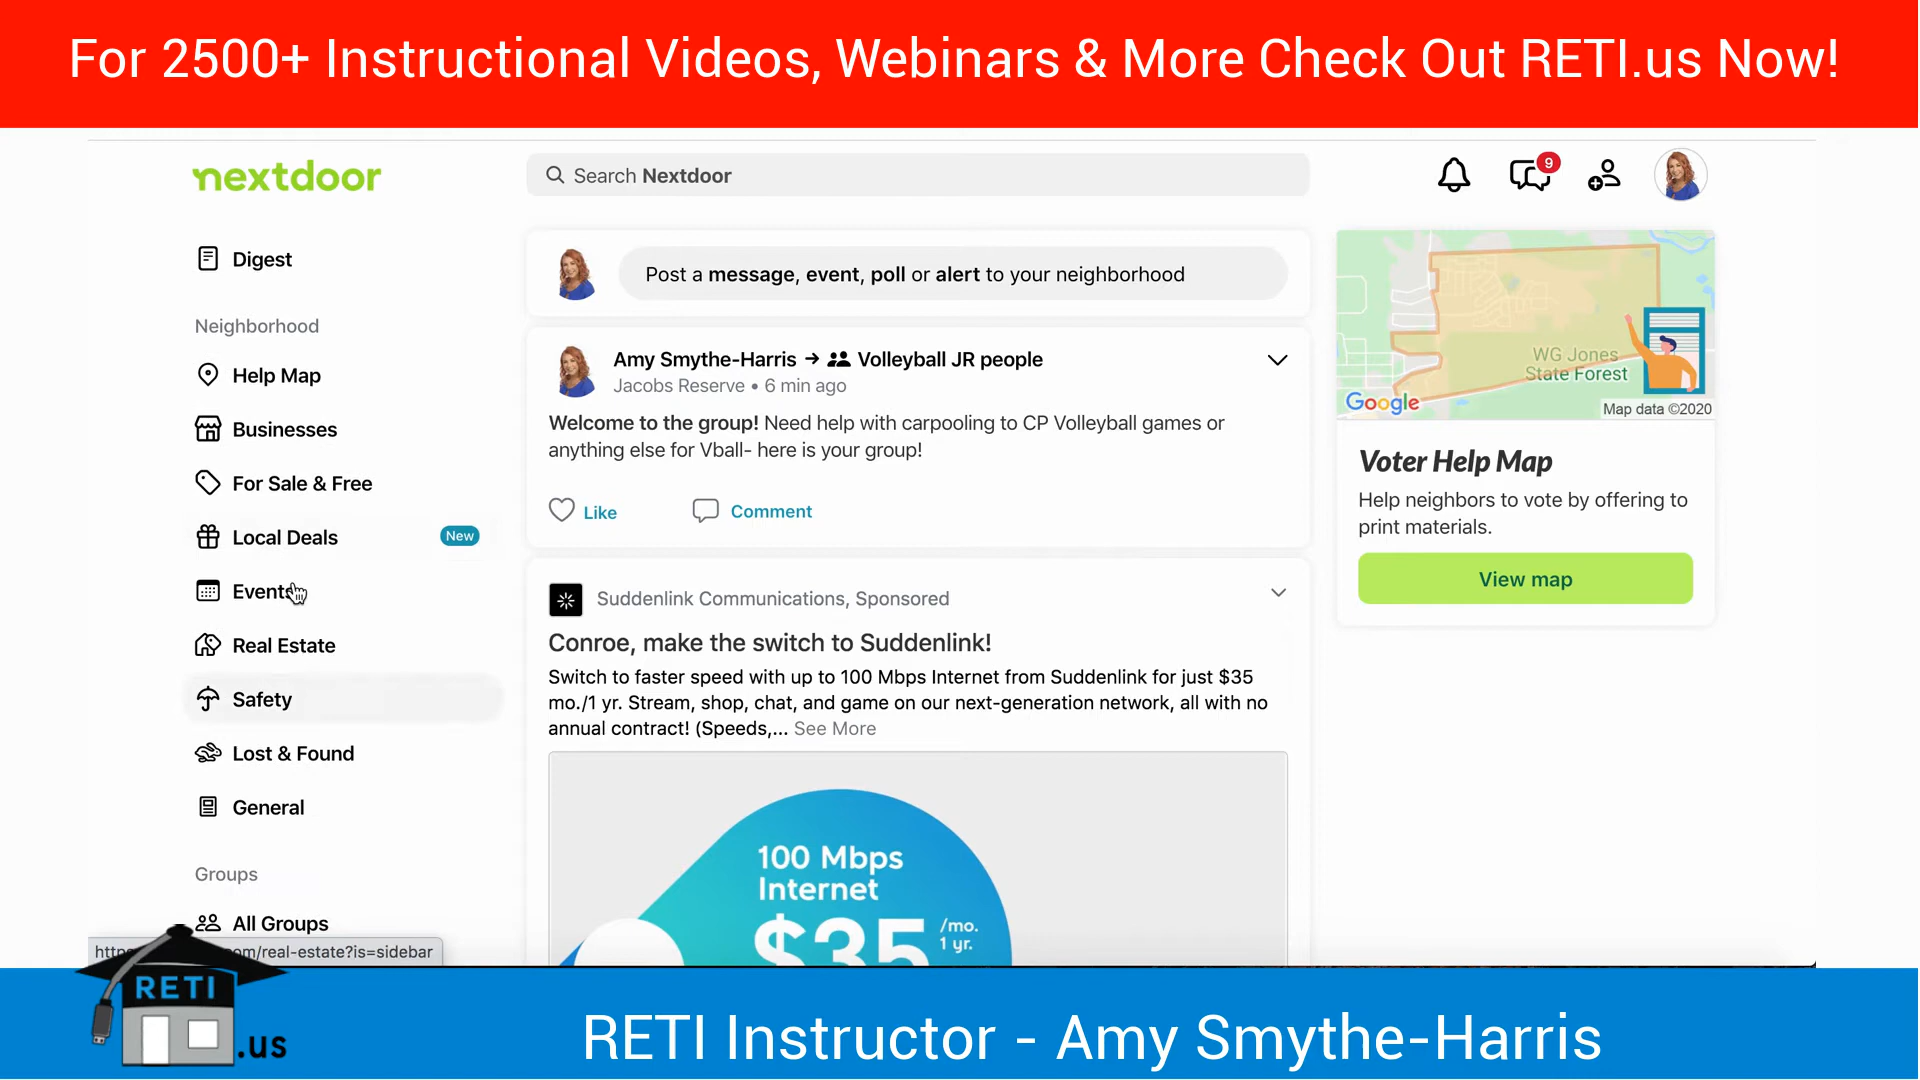 For 2500+ Instructional Videos, Webinars & More Check Out RETI.us Now!
nextdoor
Search Nextdoor
9
Digest
Neighborhood
Help Map
Businesses
For Sale & Free
Local Deals
New
Events
Real Estate
Safety
Lost & Found
General
Groups
All Groups
Post a message, event, poll or alert to your neighborhood
Amy Smythe-Harris → Volleyball JR people
Jacobs Reserve • 6 min ago
Welcome to the group! Need help with carpooling to CP Volleyball games or
anything else for Vball- here is your group!
Like
Comment
Suddenlink Communications, Sponsored
Conroe, make the switch to Suddenlink!
Switch to faster speed with up to 100 Mbps Internet from Suddenlink for just $35
mo./1 yr. Stream, shop, chat, and game on our next-generation network, all with no
annual contract! (Speeds,... See More
100 Mbps
Internet
$35 /mo.
1 yr.
WG Jones
State Forest
Google
Map data ©2020
Voter Help Map
Help neighbors to vote by offering to
print materials.
View map
om/real-estate?is=sidebar
RETI
.us
RETI Instructor - Amy Smythe-Harris